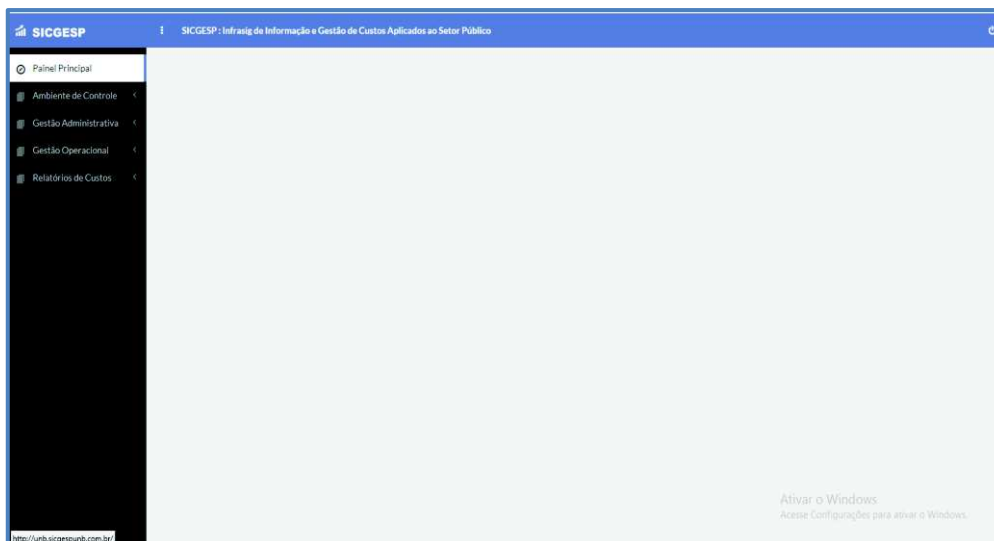 SICGESP
SICGESP : Infrasig de Informação e Gestão de Custos Aplicados ao Setor Público
Painel Principal
Ambiente de Controle
Gestão Administrativa
Gestão Operacional
Relatórios de Custos
Ativar o Windows
Acesse Configurações para ativar o Windows.
http://unb.sicgespunb.com.br/